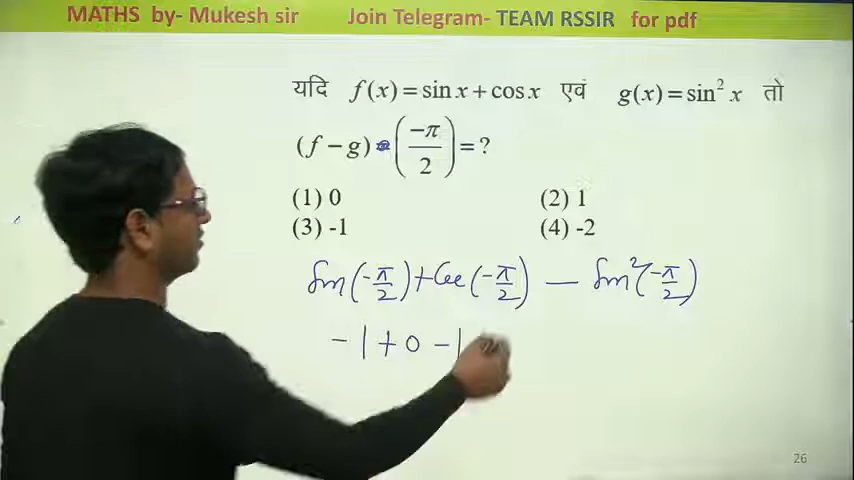 MATHS by- Mukesh sir Join Telegram- TEAM RSSIR for pdf
यदि f(x) = sin x + cos x एवं g(x) = sin² x तो
(f − g) (−π/2) = ?
(1) 0 (2) 1
(3) -1 (4) -2
Sin(-π/2) + Cos(-π/2) — Sin²(-π/2)
- 1 + 0 - 1
26